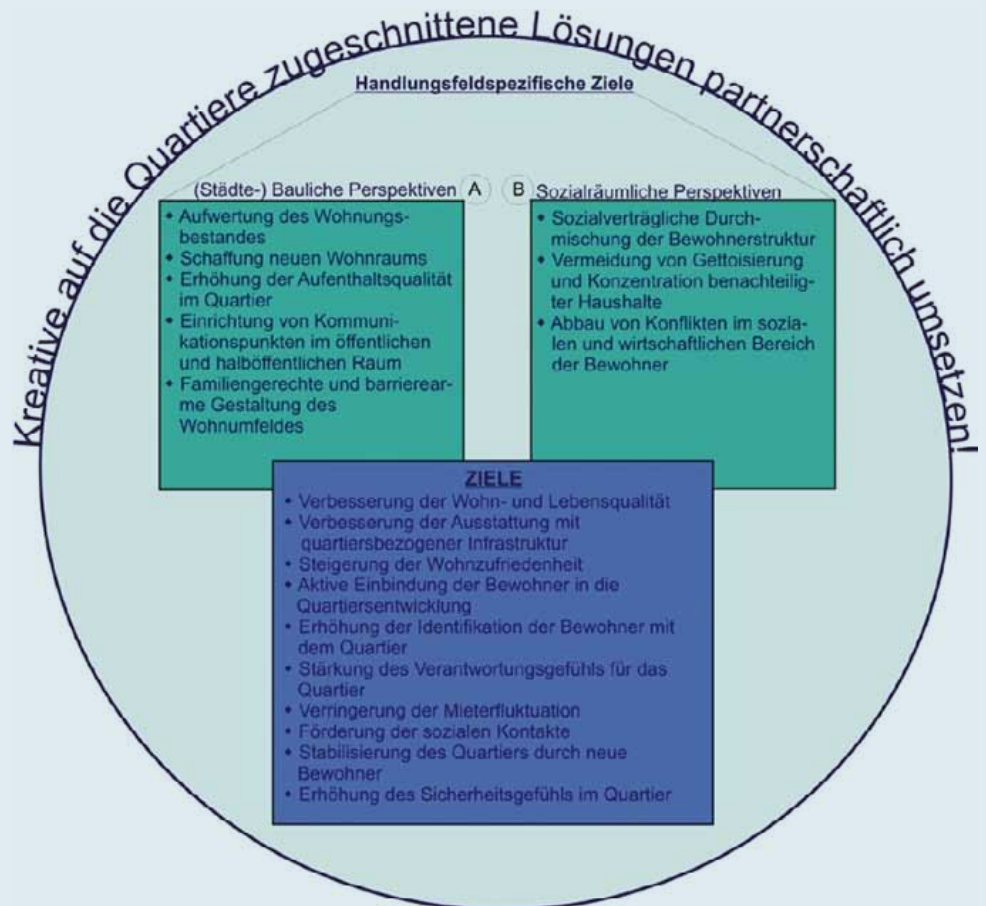 Kreative auf die Quartiere zugeschnittene Lösungen partnerschaftlich umsetzen!
Handlungsfeldspezifische Ziele
(Städte-) Bauliche Perspektiven A
• Aufwertung des Wohnungs-
bestandes
• Schaffung neuen Wohnraums
• Erhöhung der Aufenthaltsqualität
im Quartier
• Einrichtung von Kommuni-
kationspunkten im öffentlichen
und halböffentlichen Raum
• Familiengerechte und barrierear-
me Gestaltung des
Wohnumfeldes
B Sozialräumliche Perspektiven
• Sozialverträgliche Durch-
mischung der Bewohnerstruktur
• Vermeidung von Gettoisierung
und Konzentration benachteilig-
ter Haushalte
• Abbau von Konflikten im sozia-
len und wirtschaftlichen Bereich
der Bewohner
ZIELE
• Verbesserung der Wohn- und Lebensqualität
• Verbesserung der Ausstattung mit
quartiersbezogener Infrastruktur
• Steigerung der Wohnzufriedenheit
• Aktive Einbindung der Bewohner in die
Quartiersentwicklung
• Erhöhung der Identifikation der Bewohner mit
dem Quartier
• Stärkung des Verantwortungsgefühls für das
Quartier
• Verringerung der Mieterfluktuation
• Förderung der sozialen Kontakte
• Stabilisierung des Quartiers durch neue
Bewohner
• Erhöhung des Sicherheitsgefühls im Quartier